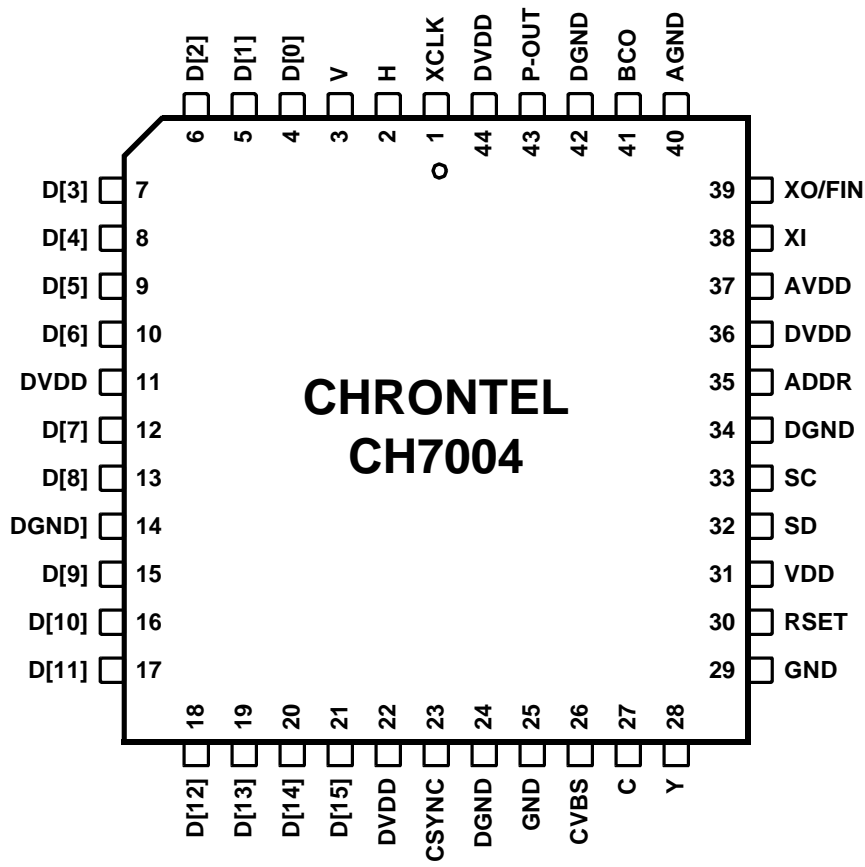 D[2] D[1] D[0] V H XCLK DVDD P-OUT DGND BCO AGND
6 5 4 3 2 1 44 43 42 41 40
D[3] 7 39 XO/FIN
D[4] 8 38 XI
D[5] 9 37 AVDD
D[6] 10 36 DVDD
DVDD 11 35 ADDR
CHRONTEL
CH7004
D[7] 12 34 DGND
D[8] 13 33 SC
DGND] 14 32 SD
D[9] 15 31 VDD
D[10] 16 30 RSET
D[11] 17 29 GND
18 19 20 21 22 23 24 25 26 27 28
D[12] D[13] D[14] D[15] DVDD CSYNC DGND GND CVBS C Y